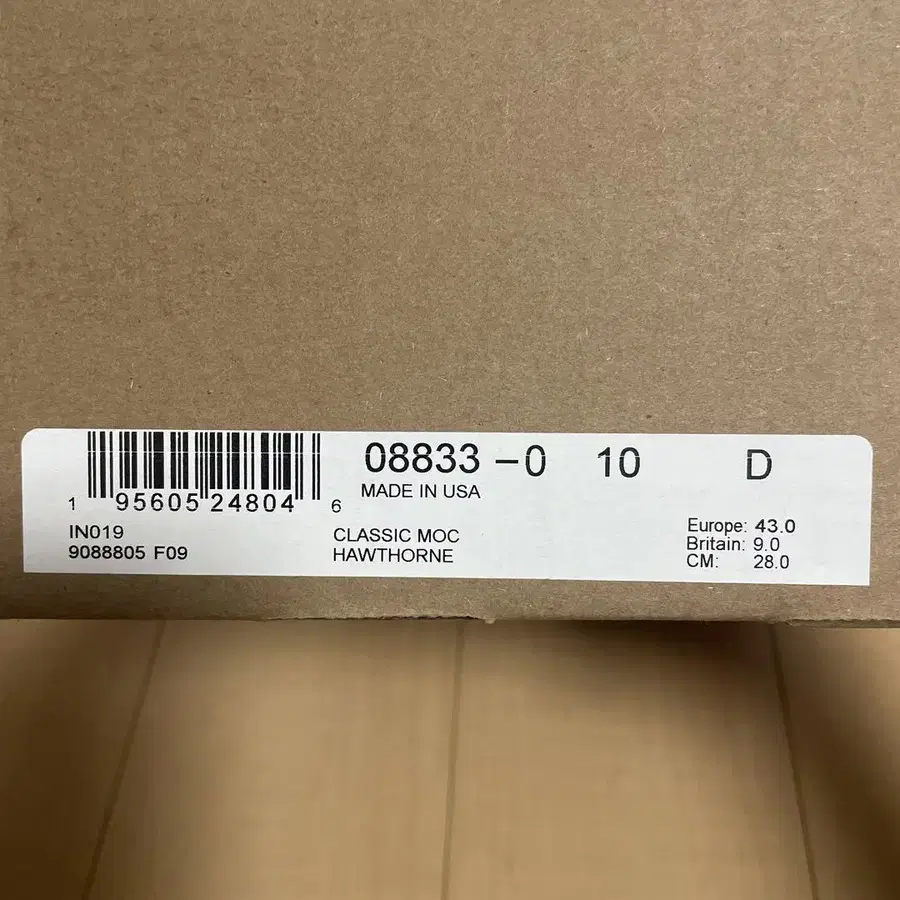 08833 -0 10 D
MADE IN USA
1 95605 24804 6
IN019
9088805 F09
CLASSIC MOC
HAWTHORNE
Europe: 43.0
Britain: 9.0
CM: 28.0